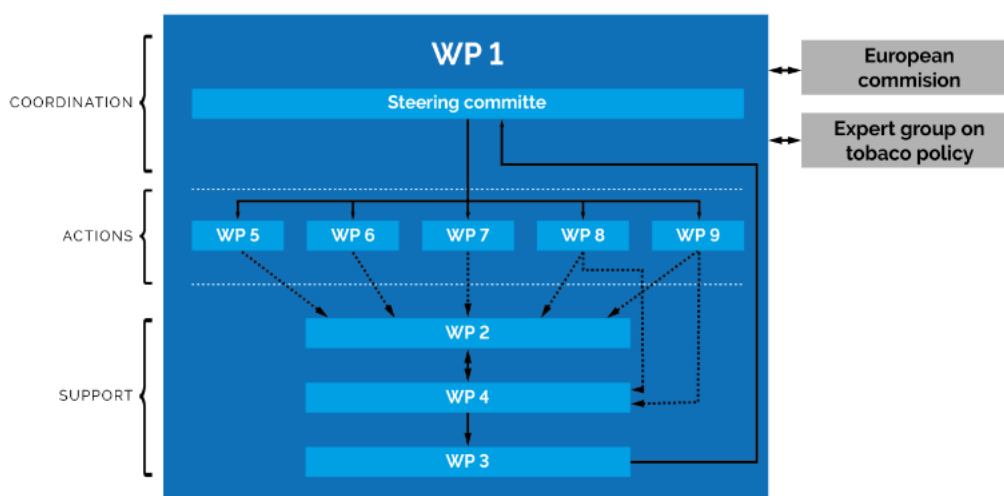 WP 1
European
commision
COORDINATION
Steering committe
Expert group on
tobaco policy
ACTIONS
WP 5
WP 6
WP 7
WP 8
WP 9
WP 2
SUPPORT
WP 4
WP 3